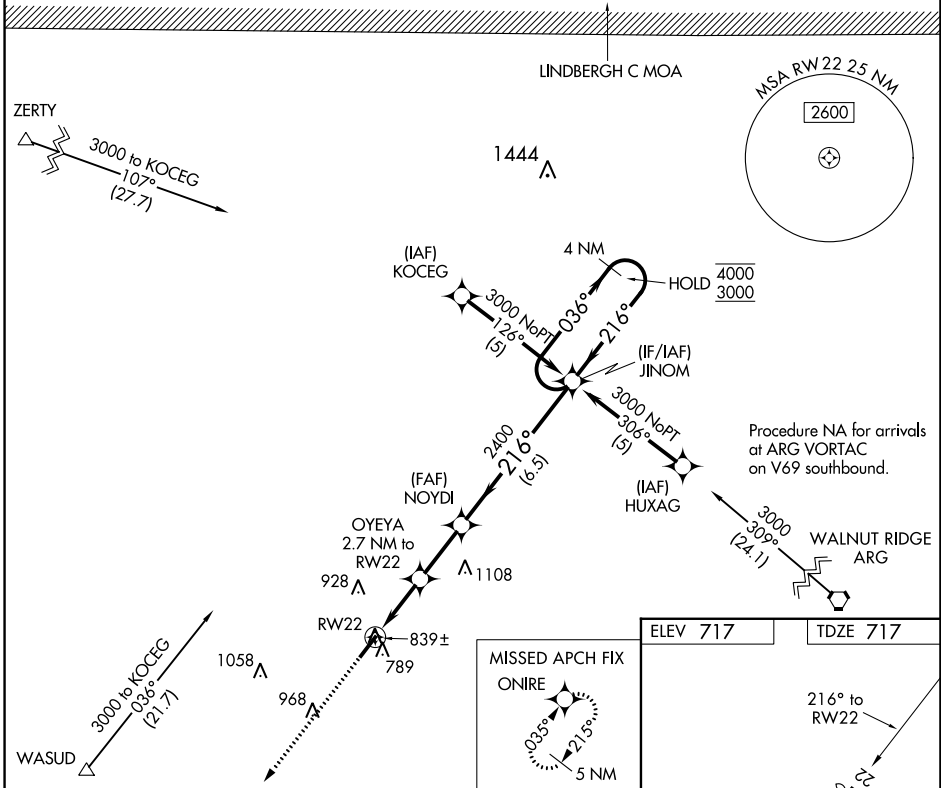 LINDBERGH C MOA
MSA RW22 25 NM
2600
ZERTY
3000 to KOCEG
107°
(27.7)
1444
(IAF)
KOCEG
4 NM
HOLD
4000
3000
3000 NoPT
126°
(5)
036°
216°
(IF/IAF)
JINOM
3000 NoPT
306°
(5)
Procedure NA for arrivals
at ARG VORTAC
on V69 southbound.
2400
216°
(6.5)
(IAF)
HUXAG
(FAF)
NOYDI
3000
309°
(24.1)
WALNUT RIDGE
ARG
OYEYA
2.7 NM to
RW22
928
1108
RW22
839±
789
ELEV 717
TDZE 717
1058
968
3000 to KOCEG
036°
(21.7)
WASUD
MISSED APCH FIX
ONIRE
035°
215°
5 NM
216° to
RW22
22